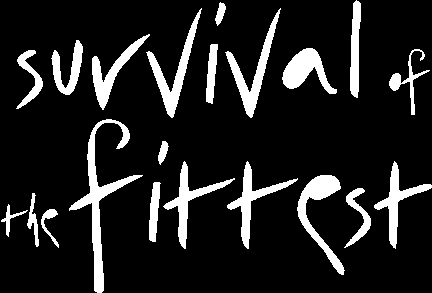 survival of
the fittest